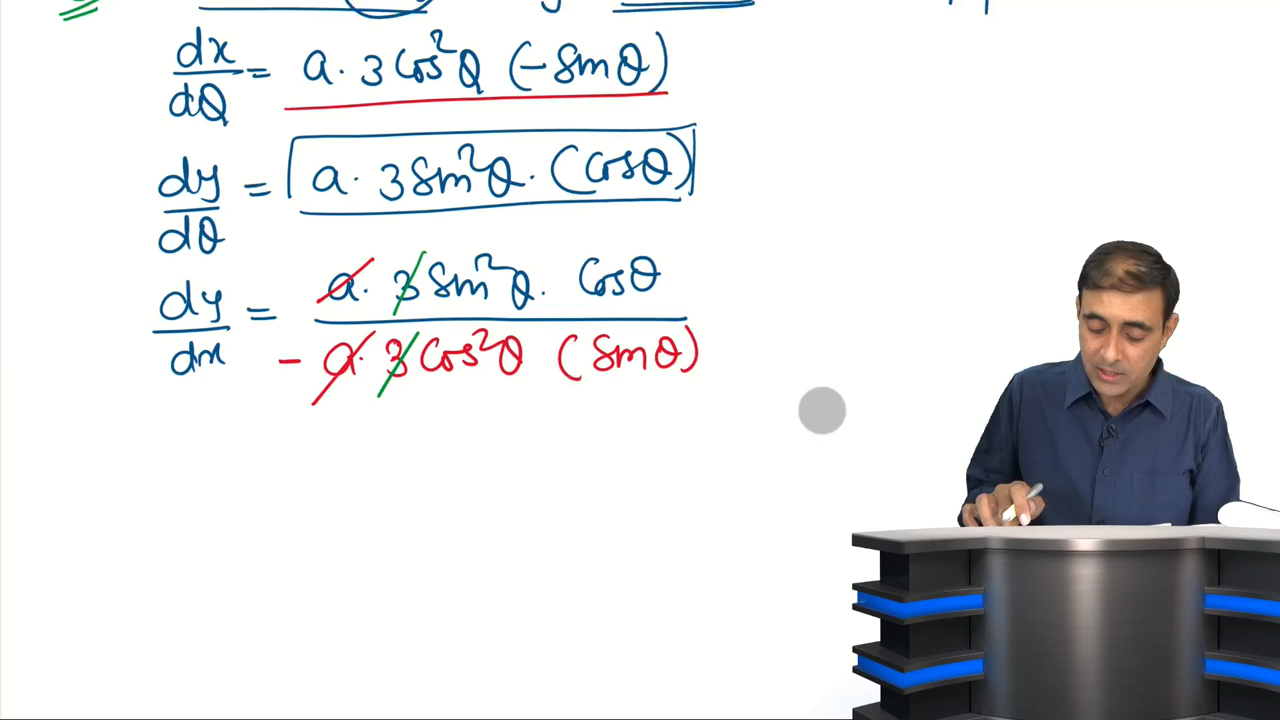 dx/dθ = a. 3 Cos²θ (-Sinθ)
dy/dθ = a. 3 Sin²θ. (Cosθ)
dy/dx = a. 3 Sin²θ. Cosθ / - a. 3 Cos²θ (Sinθ)